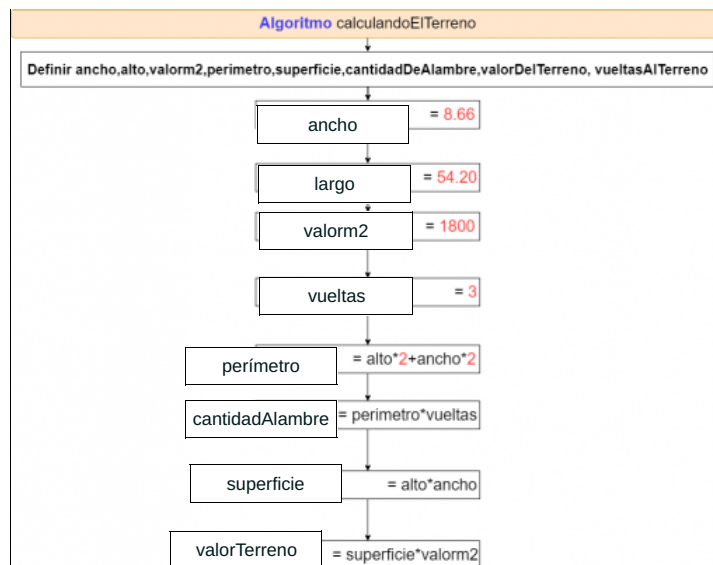 Algoritmo calculandoElTerreno
Definir ancho,alto,valorm2,perimetro,superficie,cantidadDeAlambre,valorDelTerreno, vueltasAlTerreno
ancho = 8.66
largo = 54.20
valorm2 = 1800
vueltas = 3
perímetro = alto*2+ancho*2
cantidadAlambre = perimetro*vueltas
superficie = alto*ancho
valorTerreno = superficie*valorm2